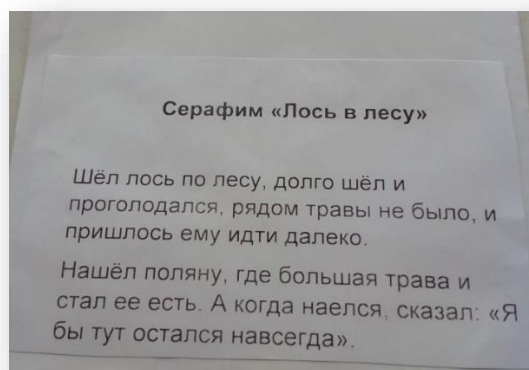 Серафим «Лось в лесу»
Шёл лось по лесу, долго шёл и
проголодался, рядом травы не было, и
пришлось ему идти далеко.
Нашёл поляну, где большая трава и
стал ее есть. А когда наелся, сказал: «Я
бы тут остался навсегда».